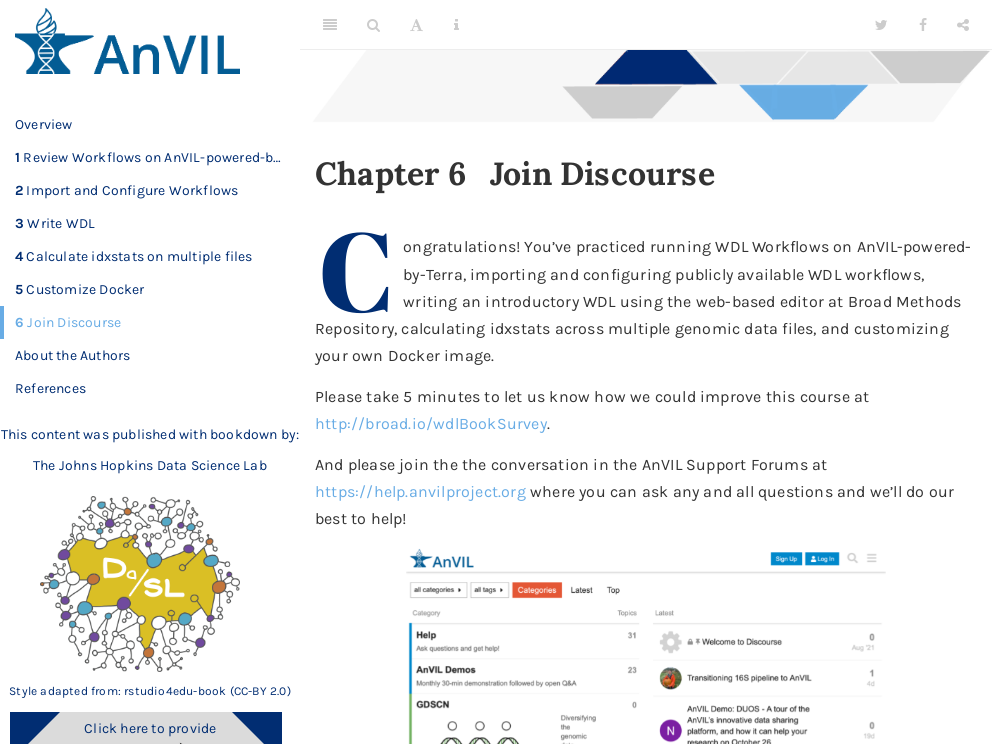 AnVIL
Overview
1 Review Workflows on AnVIL-powered-b...
2 Import and Configure Workflows
3 Write WDL
4 Calculate idxstats on multiple files
5 Customize Docker
6 Join Discourse
About the Authors
References
This content was published with bookdown by:
The Johns Hopkins Data Science Lab
Da/SL
Style adapted from: rstudio4edu-book (CC-BY 2.0)
Click here to provide
A
i
Chapter 6 Join Discourse
Congratulations! You've practiced running WDL Workflows on AnVIL-powered-
by-Terra, importing and configuring publicly available WDL workflows,
writing an introductory WDL using the web-based editor at Broad Methods
Repository, calculating idxstats across multiple genomic data files, and customizing
your own Docker image.
Please take 5 minutes to let us know how we could improve this course at
http://broad.io/wdlBookSurvey.
And please join the the conversation in the AnVIL Support Forums at
https://help.anvilproject.org where you can ask any and all questions and we'll do our
best to help!
AnVIL Sign Up Log In
all categories all tags Categories Latest Top
Category Topics Latest
Help 31
Ask questions and get help!
AnVIL Demos 23
Monthly 30-min demonstration followed by open Q&A
GDSCN 0
Diversifying
the
genomic
Welcome to Discourse 0
Aug '21
Transitioning 16S pipeline to AnVIL 1
4d
N
AnVIL Demo: DUOS - A tour of the
AnVIL's innovative data sharing
platform, and how it can help your 0
research on October 26 19d